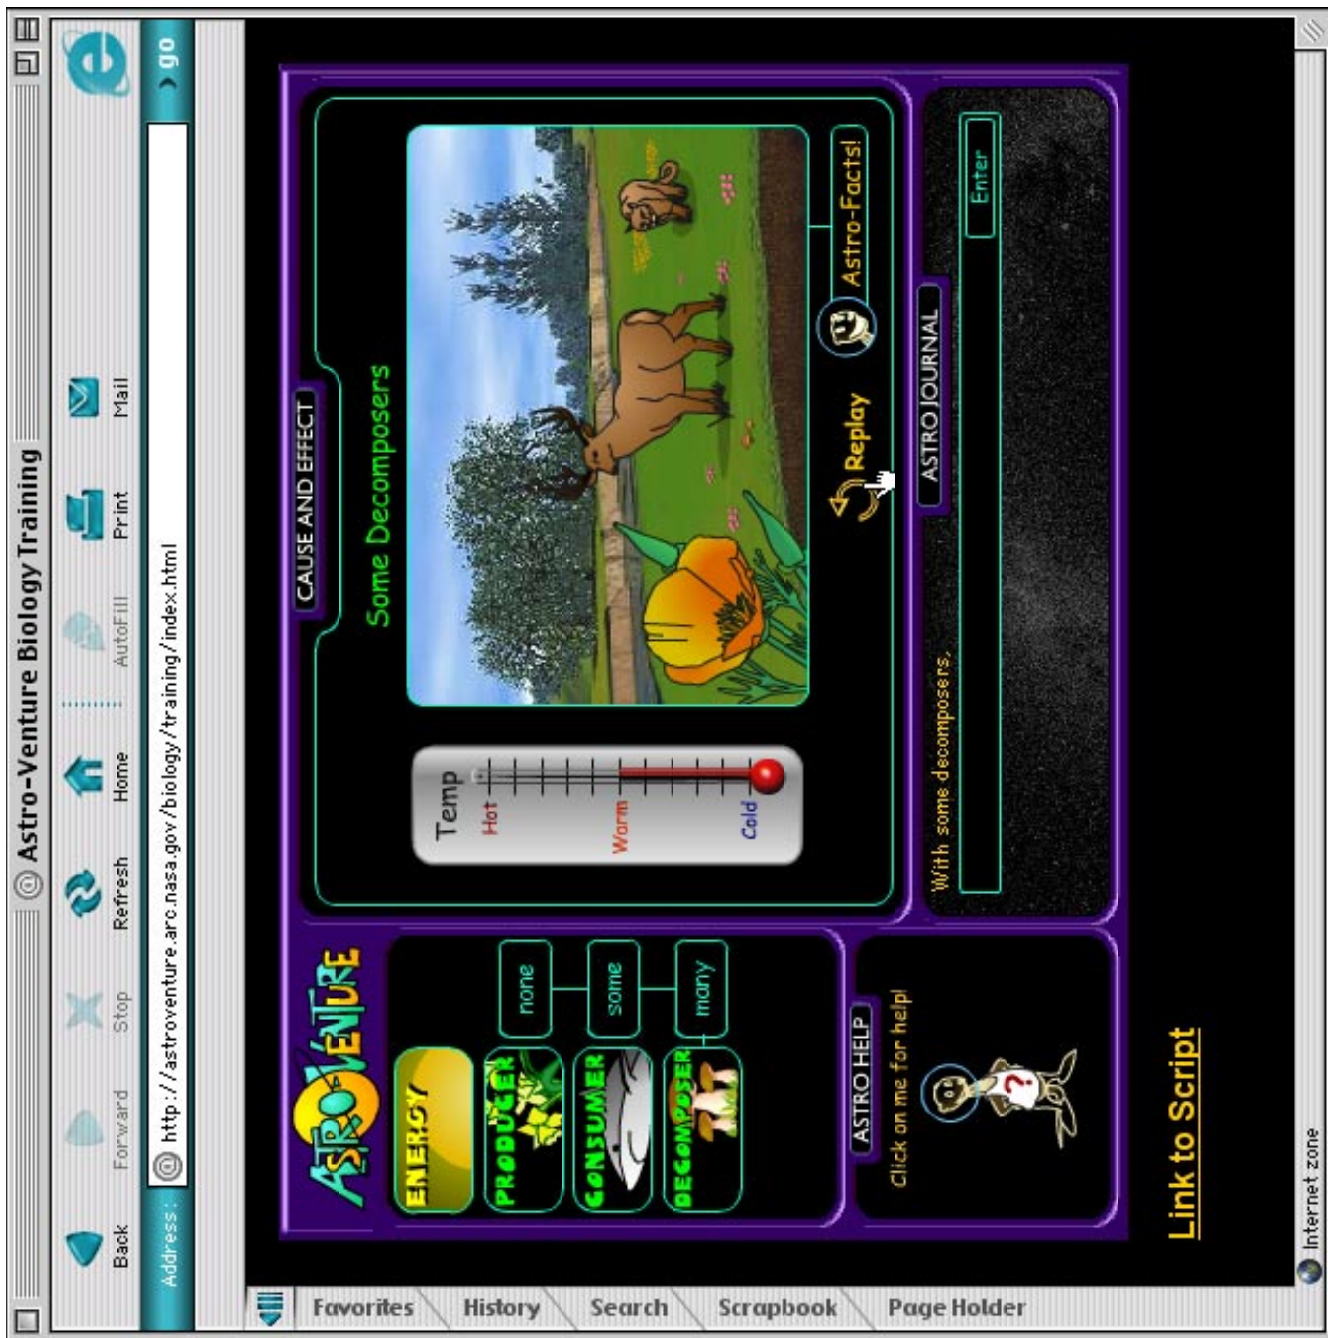 Astro-Venture Biology Training
Back
Forward
Stop
Refresh
Home
AutoFill
Print
Mail
Address: http://astroventure.arc.nasa.gov/biology/training/index.html
go
Favorites
History
Search
Scrapbook
Page Holder
ASTRO-VENTURE
ENERGY
PRODUCER
CONSUMER
DECOMPOSER
none
some
many
CAUSE AND EFFECT
Some Decomposers
Temp
Hot
Warm
Cold
Replay
Astro-Facts!
ASTRO HELP
Click on me for help!
?
ASTRO JOURNAL
With some decomposers,
Enter
Link to Script
Internet zone